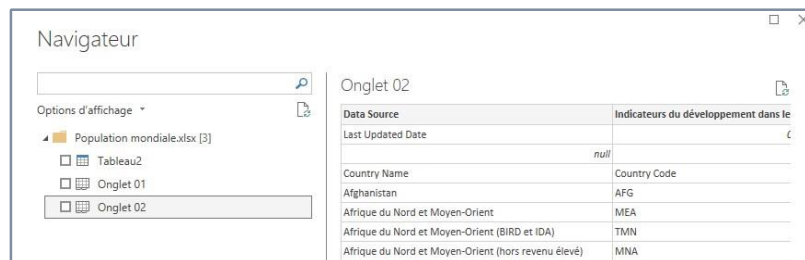 Navigateur
Options d'affichage
Population mondiale.xlsx [3]
Tableau2
Onglet 01
Onglet 02
Onglet 02
Data Source Indicateurs du développement dans le
Last Updated Date
null
Country Name Country Code
Afghanistan AFG
Afrique du Nord et Moyen-Orient MEA
Afrique du Nord et Moyen-Orient (BIRD et IDA) TMN
Afrique du Nord et Moyen-Orient (hors revenu élevé) MNA